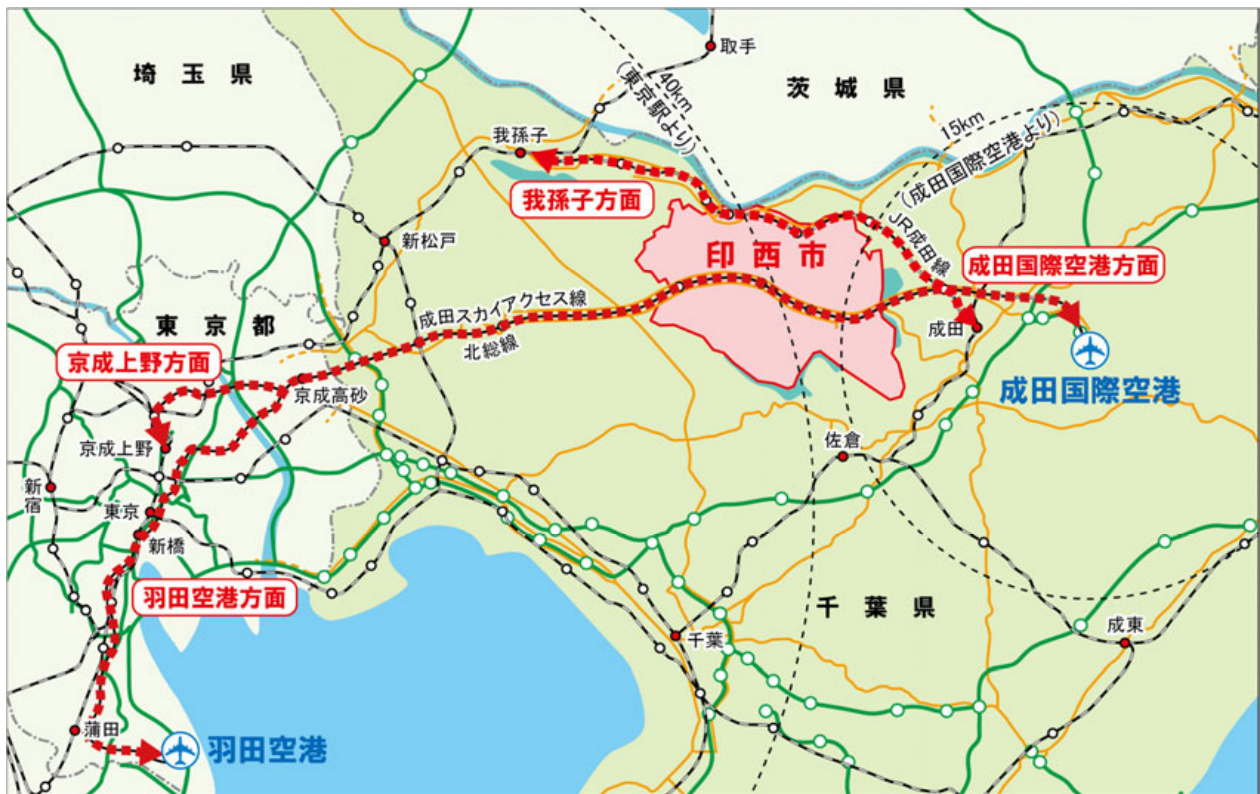 埼玉県
取手
茨城県
40km
(東京駅より)
15km
(成田国際空港より)
我孫子
我孫子方面
新松戸
印西市
JR成田線
成田国際空港方面
成田スカイアクセス線
北総線
東京都
京成上野方面
京成高砂
成田
成田国際空港
京成上野
佐倉
新宿
東京
新橋
羽田空港方面
千葉県
千葉
成東
蒲田
羽田空港